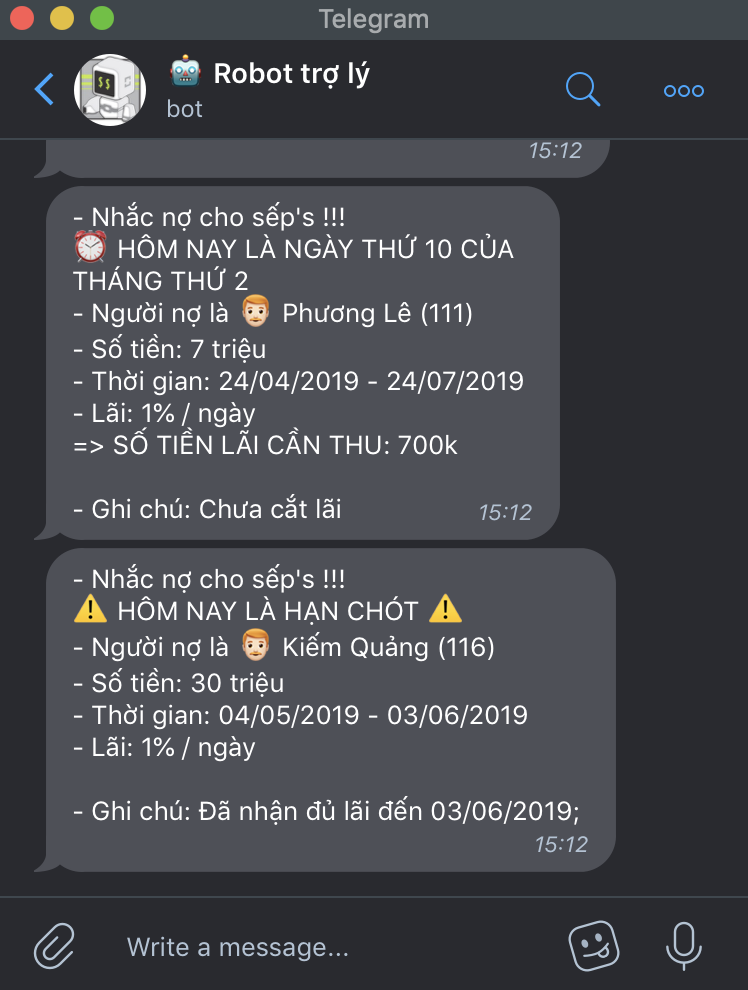 Telegram
🤖 Robot trợ lý
bot
15:12
- Nhắc nợ cho sếp's !!!
⏰ HÔM NAY LÀ NGÀY THỨ 10 CỦA
THÁNG THỨ 2
- Người nợ là 👨🏼 Phương Lê (111)
- Số tiền: 7 triệu
- Thời gian: 24/04/2019 - 24/07/2019
- Lãi: 1% / ngày
=> SỐ TIỀN LÃI CẦN THU: 700k
- Ghi chú: Chưa cắt lãi
15:12
- Nhắc nợ cho sếp's !!!
⚠️ HÔM NAY LÀ HẠN CHÓT ⚠️
- Người nợ là 👨🏼 Kiếm Quảng (116)
- Số tiền: 30 triệu
- Thời gian: 04/05/2019 - 03/06/2019
- Lãi: 1% / ngày
- Ghi chú: Đã nhận đủ lãi đến 03/06/2019;
15:12
Write a message...